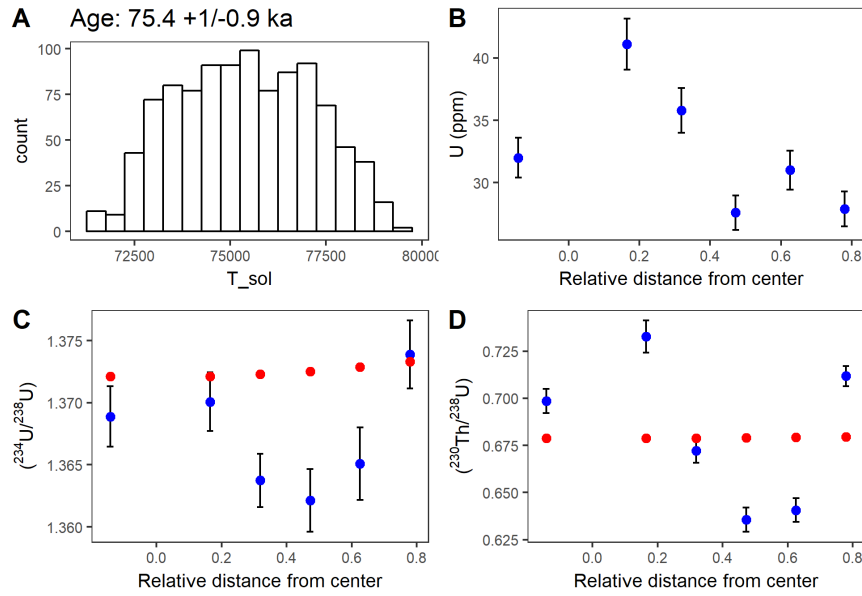 A
Age: 75.4 +1/-0.9 ka
100
75
50
25
0
count
72500
75000
77500
80000
T_sol
B
40
35
30
U (ppm)
0.0
0.2
0.4
0.6
0.8
Relative distance from center
C
1.375
1.370
1.365
1.360
(²³⁴U/²³⁸U)
0.0
0.2
0.4
0.6
0.8
Relative distance from center
D
0.725
0.700
0.675
0.650
0.625
(²³⁰Th/²³⁸U)
0.0
0.2
0.4
0.6
0.8
Relative distance from center